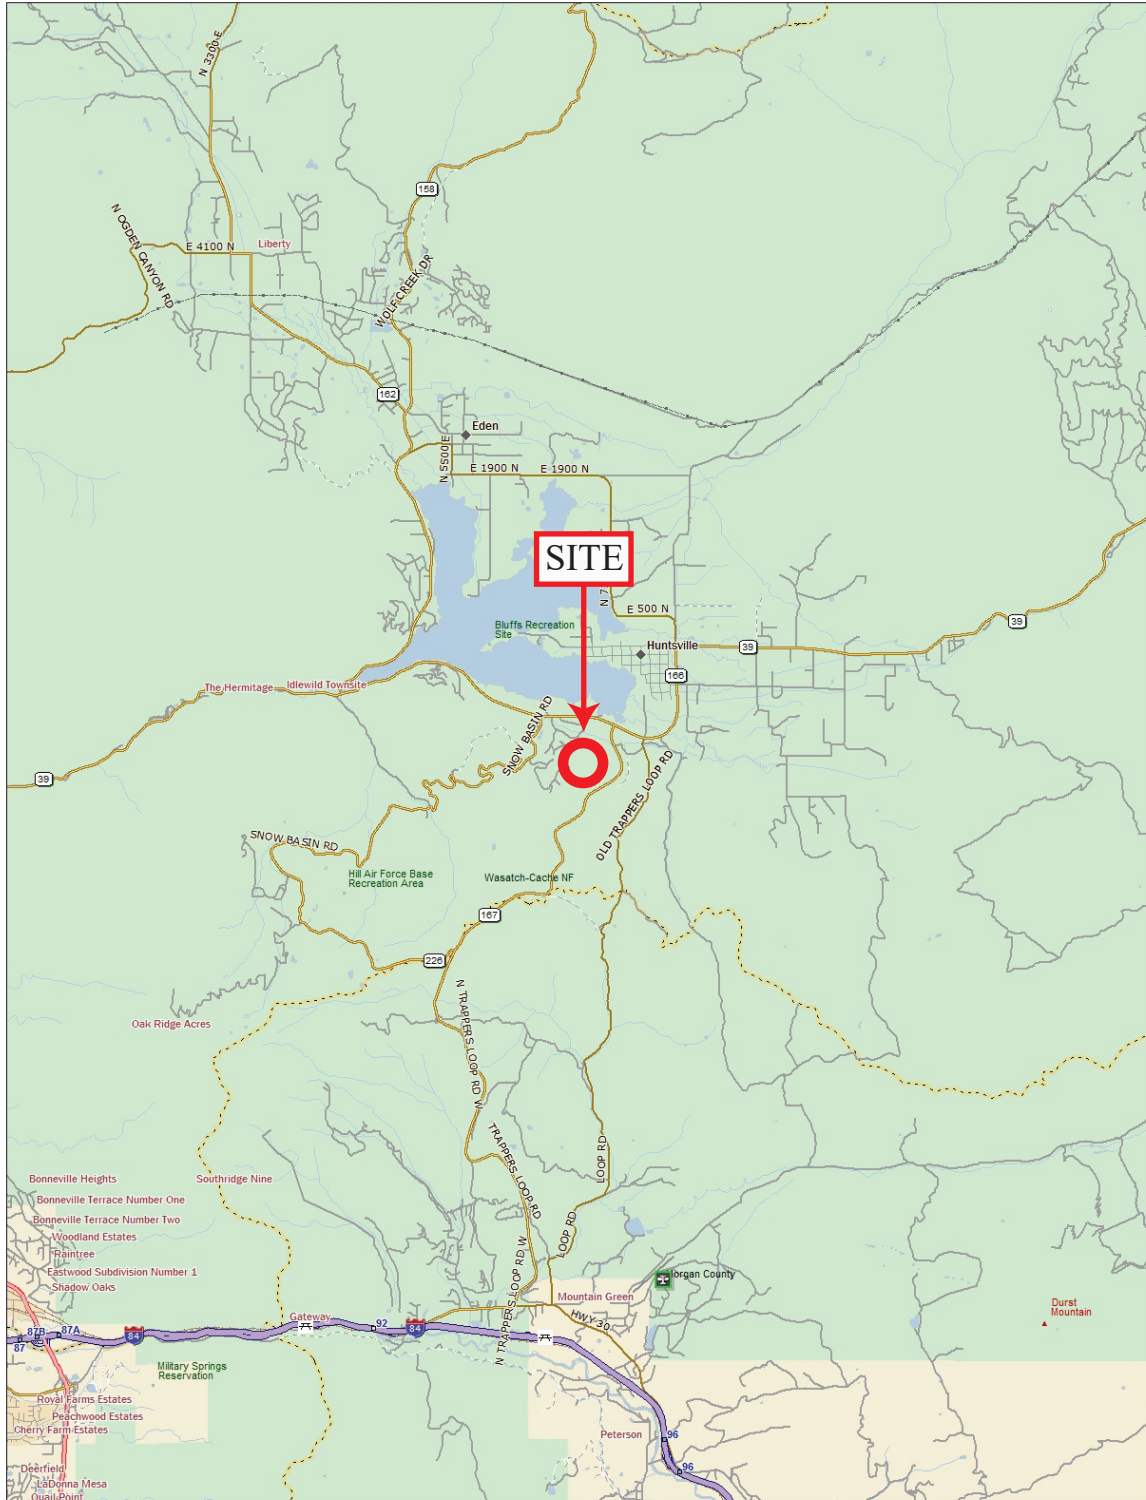 N 3300 E
158
N OGDEN CANYON RD
E 4100 N
Liberty
WOLF CREEK DR
162
Eden
N 5500 E
E 1900 N
E 1900 N
SITE
N 7
E 500 N
Bluffs Recreation
Site
Huntsville
39
39
166
The Hermitage
Idlewild Townsite
SNOW BASIN RD
39
OLD TRAPPERS LOOP RD
SNOW BASIN RD
Hill Air Force Base
Recreation Area
Wasatch-Cache NF
167
226
N TRAPPERS LOOP RD W
Oak Ridge Acres
TRAPPERS LOOP RD
LOOP RD
Bonneville Heights
Southridge Nine
Bonneville Terrace Number One
Bonneville Terrace Number Two
Woodland Estates
Raintree
Eastwood Subdivision Number 1
Shadow Oaks
LOOP RD
N TRAPPERS LOOP RD W
Morgan County
Mountain Green
Durst
Mountain
Gateway
HWY 30
92
84
84
87B
87A
87
Military Springs
Reservation
Royal Farms Estates
Peachwood Estates
Cherry Farm Estates
Peterson
96
96
Deerfield
LaDonna Mesa
Quail Point